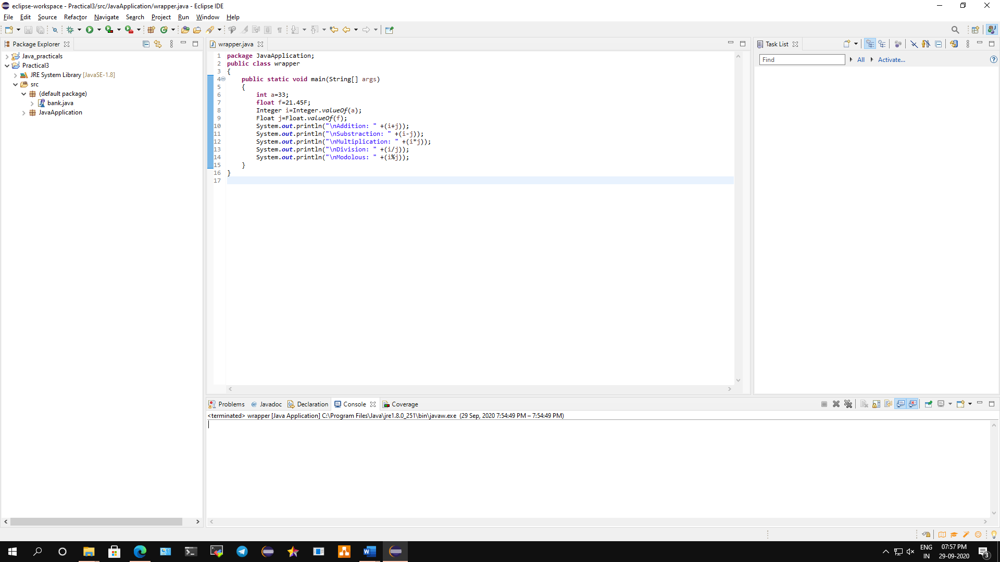 eclipse-workspace - Practical3/src/JavaApplication/wrapper.java - Eclipse IDE
File Edit Source Refactor Navigate Search Project Run Window Help
Package Explorer
Java_practicals
Practical3
JRE System Library [JavaSE-1.8]
src
(default package)
bank.java
JavaApplication
wrapper.java
1 package JavaApplication;
2 public class wrapper
3 {
4 public static void main(String[] args)
5 {
6 int a=33;
7 float f=21.45F;
8 Integer i=Integer.valueOf(a);
9 Float j=Float.valueOf(f);
10 System.out.println("\nAddition: " +(i+j));
11 System.out.println("\nSubstraction: " +(i-j));
12 System.out.println("\nMultiplication: " +(i*j));
13 System.out.println("\nDivision: " +(i/j));
14 System.out.println("\nModolous: " +(i%j));
15 }
16 }
17
Task List
Find All Activate...
Problems @ Javadoc Declaration Console Coverage
<terminated> wrapper [Java Application] C:\Program Files\Java\jre1.8.0_251\bin\javaw.exe (29 Sep, 2020 7:54:49 PM – 7:54:49 PM)
ENG
IN
07:57 PM
29-09-2020
3